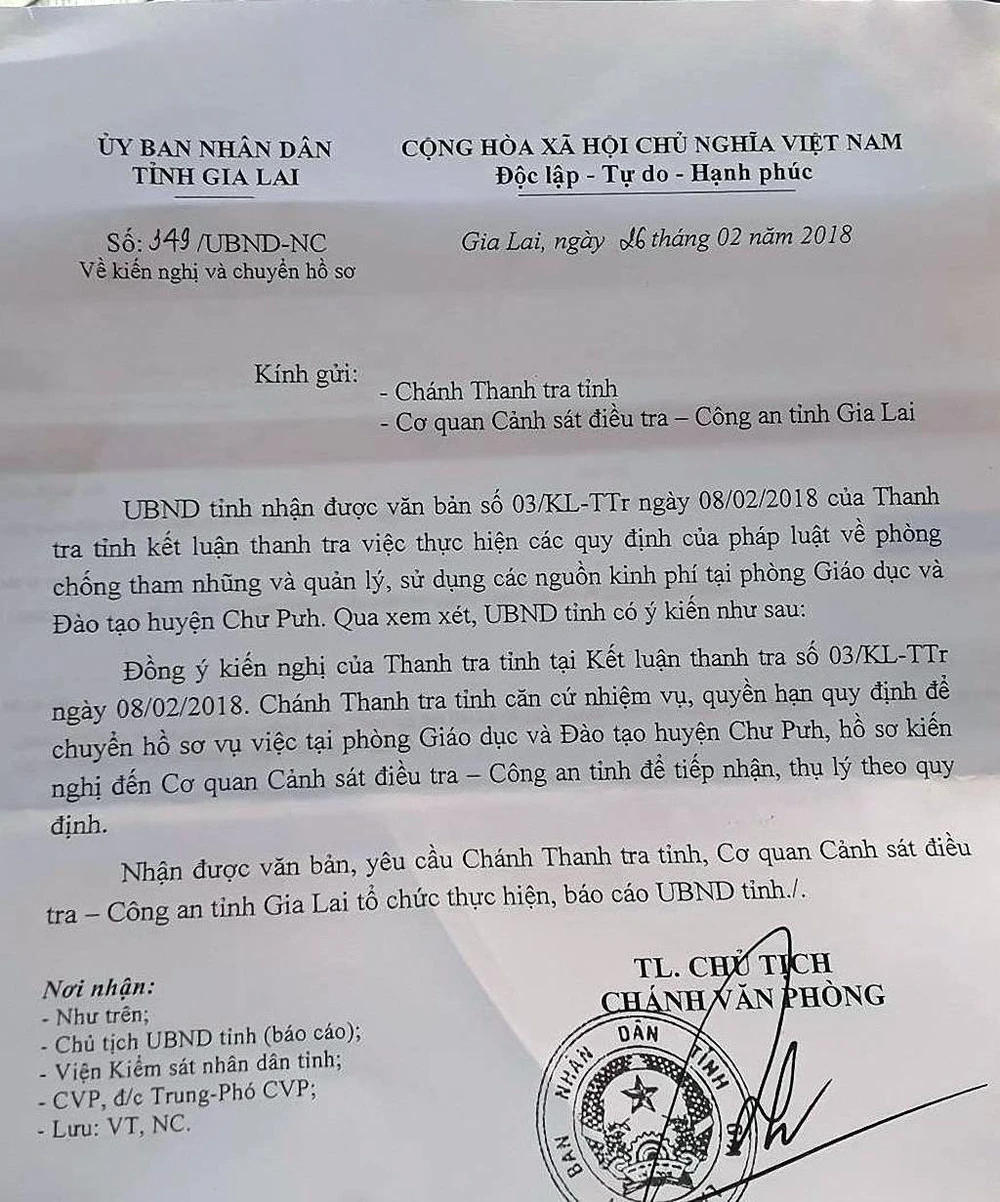 ỦY BAN NHÂN DÂN
TỈNH GIA LAI
CỘNG HÒA XÃ HỘI CHỦ NGHĨA VIỆT NAM
Độc lập - Tự do - Hạnh phúc
Số: 349 /UBND-NC
Về kiến nghị và chuyển hồ sơ
Gia Lai, ngày 26 tháng 02 năm 2018
Kính gửi:
- Chánh Thanh tra tỉnh
- Cơ quan Cảnh sát điều tra – Công an tỉnh Gia Lai
UBND tỉnh nhận được văn bản số 03/KL-TTr ngày 08/02/2018 của Thanh
tra tỉnh kết luận thanh tra việc thực hiện các quy định của pháp luật về phòng
chống tham nhũng và quản lý, sử dụng các nguồn kinh phí tại phòng Giáo dục và
Đào tạo huyện Chư Pưh. Qua xem xét, UBND tỉnh có ý kiến như sau:
Đồng ý kiến nghị của Thanh tra tỉnh tại Kết luận thanh tra số 03/KL-TTr
ngày 08/02/2018. Chánh Thanh tra tỉnh căn cứ nhiệm vụ, quyền hạn quy định để
chuyển hồ sơ vụ việc tại phòng Giáo dục và Đào tạo huyện Chư Pưh, hồ sơ kiến
nghị đến Cơ quan Cảnh sát điều tra – Công an tỉnh để tiếp nhận, thụ lý theo quy
định.
Nhận được văn bản, yêu cầu Chánh Thanh tra tỉnh, Cơ quan Cảnh sát điều
tra – Công an tỉnh Gia Lai tổ chức thực hiện, báo cáo UBND tỉnh./.
Nơi nhận:
- Như trên;
- Chủ tịch UBND tỉnh (báo cáo);
- Viện Kiểm sát nhân dân tỉnh;
- CVP, đ/c Trung-Phó CVP;
- Lưu: VT, NC.
TL. CHỦ TỊCH
CHÁNH VĂN PHÒNG
BAN NHÂN DÂN TỈNH